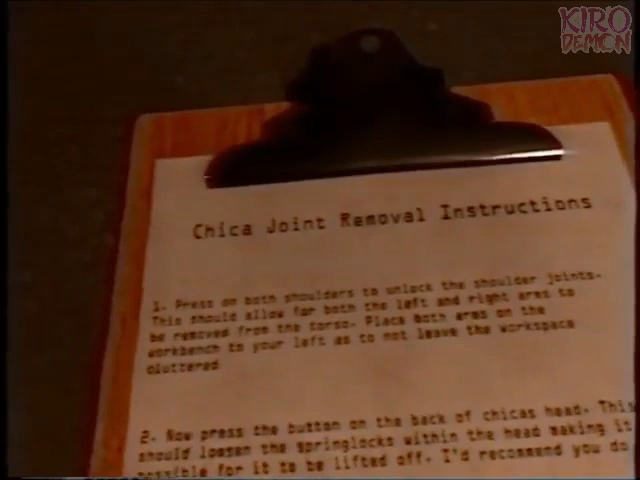 KIRO
DEMON
Chica Joint Removal Instructions
1. Press on both shoulders to unlock the shoulder joints.
This should allow for both the left and right arms to
be removed from the torso. Place both arms on the
workbench to your left as to not leave the workspace
cluttered
2. Now press the button on the back of chicas head. This
should loosen the springlocks within the head making it
possible for it to be lifted off. I'd recommend you do